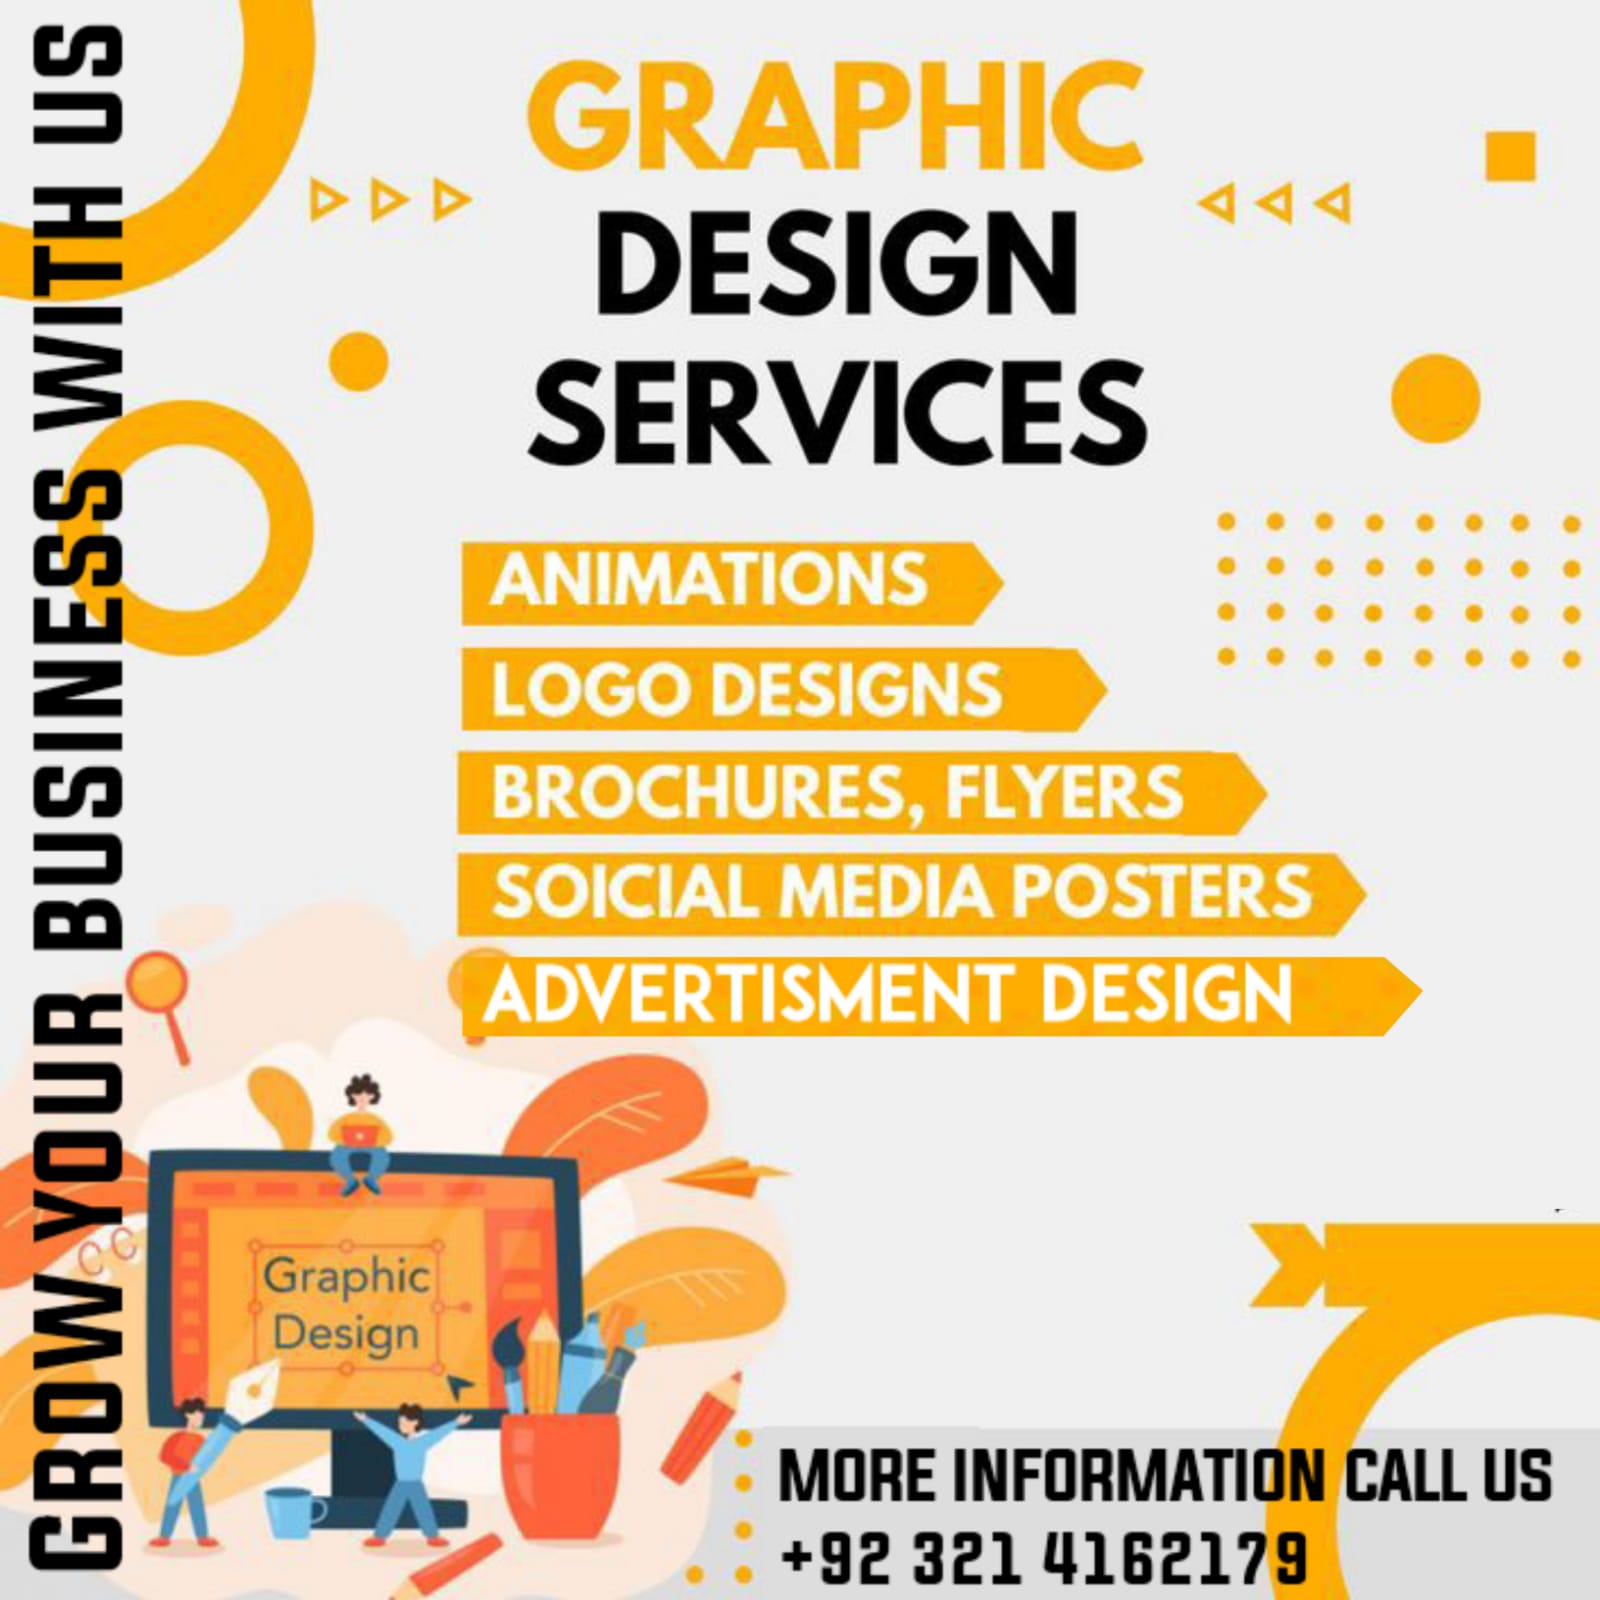 GROW YOUR BUSINESS WITH US
GRAPHIC
DESIGN
SERVICES
ANIMATIONS
LOGO DESIGNS
BROCHURES, FLYERS
SOICIAL MEDIA POSTERS
ADVERTISMENT DESIGN
Graphic
Design
MORE INFORMATION CALL US
+92 321 4162179